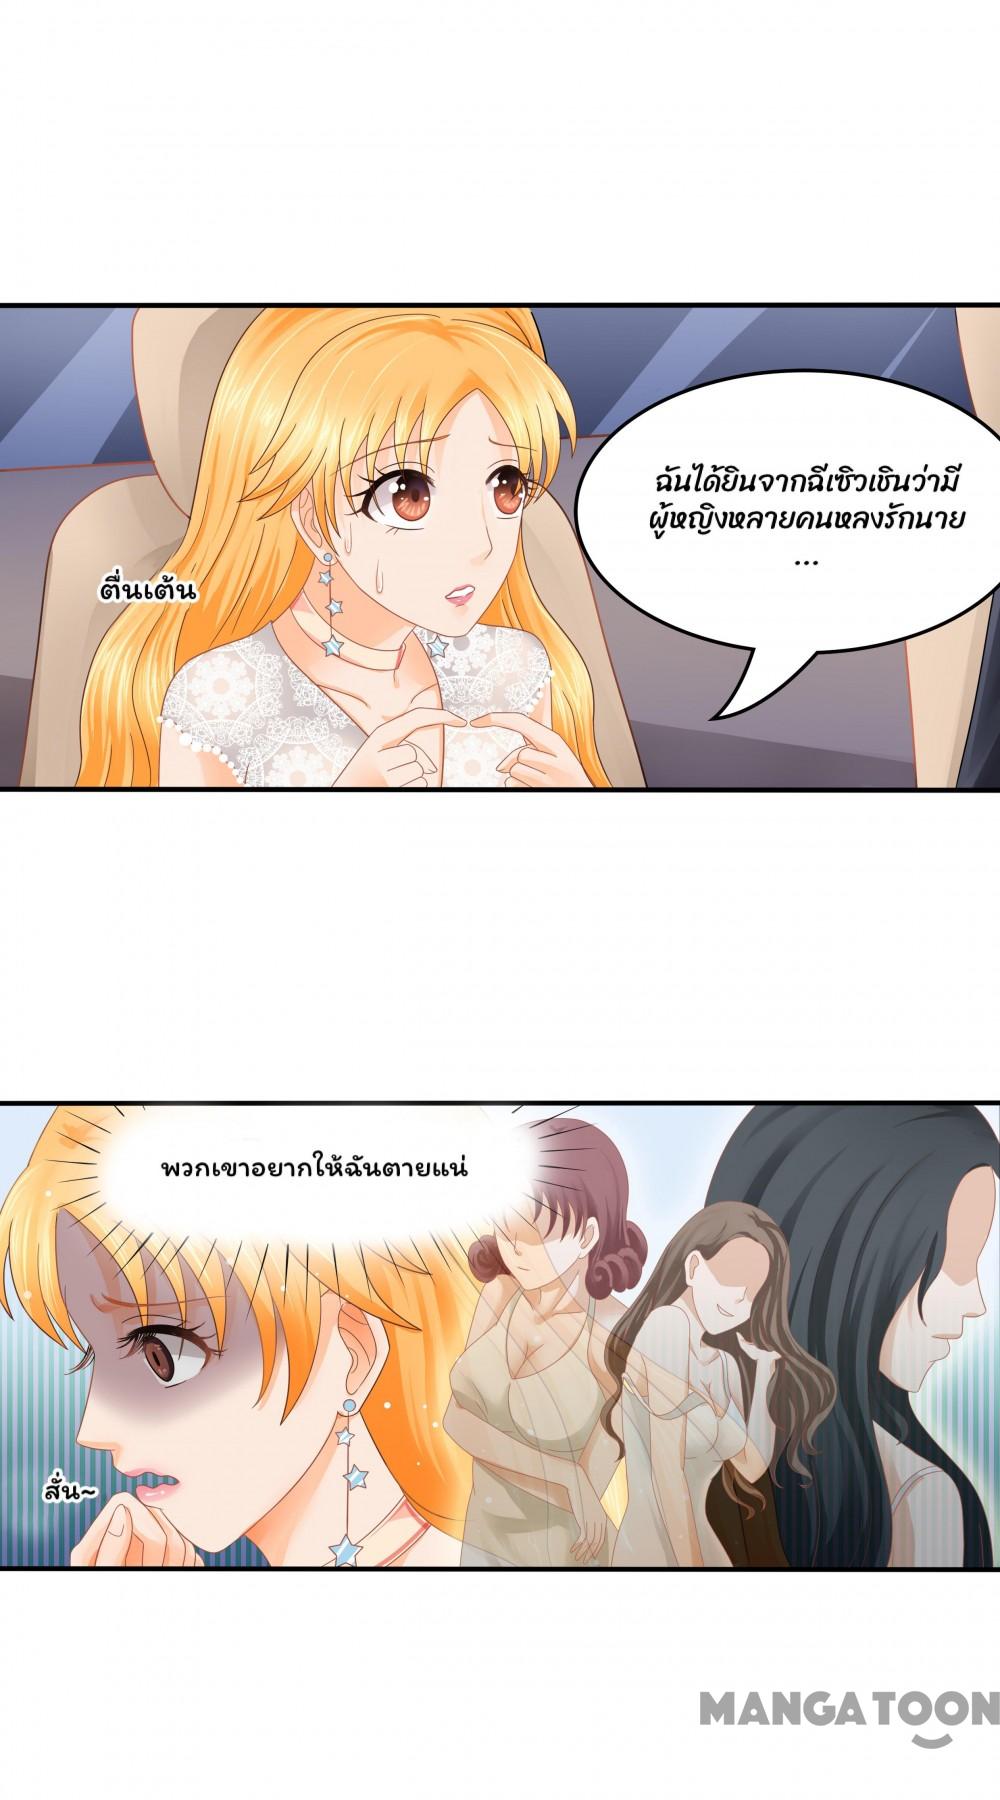 ฉันได้ยินจากฉีเซิวเชินว่ามี
ผู้หญิงหลายคนหลงรักนาย
...
ตื่นเต้น
พวกเขาอยากให้ฉันตายแน่
สั่น~
MANGATOON